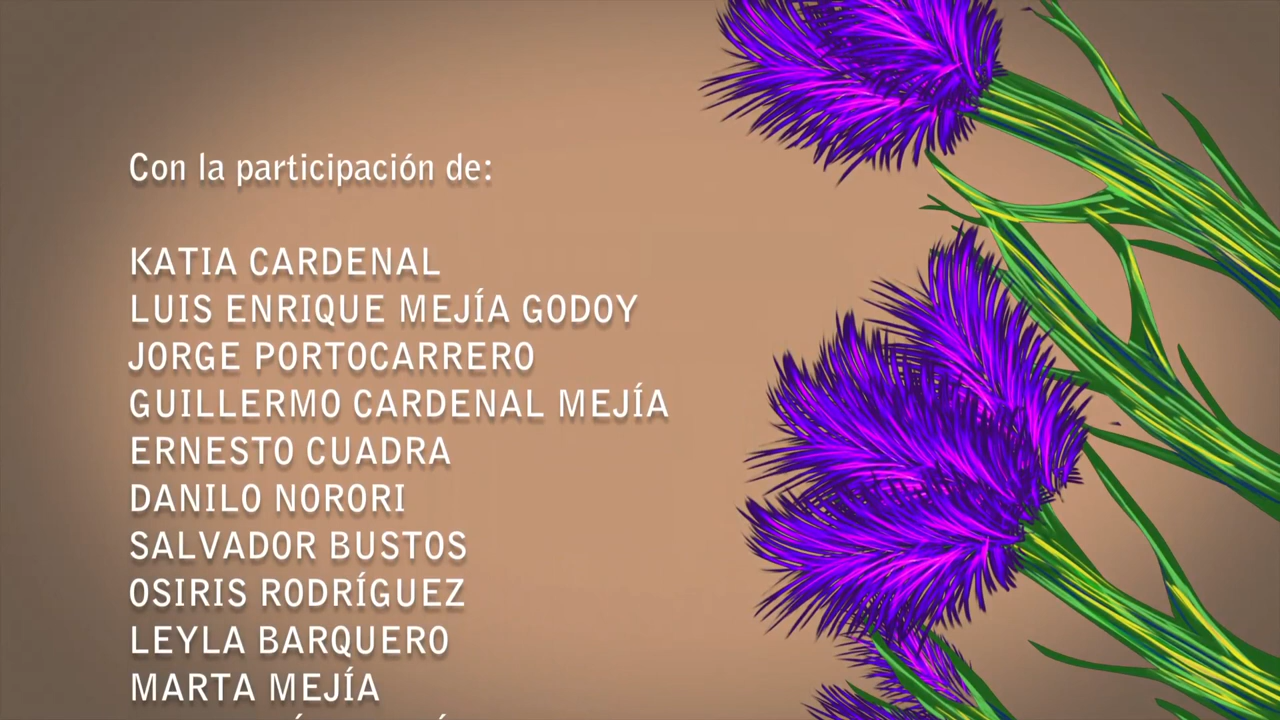 Con la participación de:
KATIA CARDENAL
LUIS ENRIQUE MEJÍA GODOY
JORGE PORTOCARRERO
GUILLERMO CARDENAL MEJÍA
ERNESTO CUADRA
DANILO NORORI
SALVADOR BUSTOS
OSIRIS RODRÍGUEZ
LEYLA BARQUERO
MARTA MEJÍA